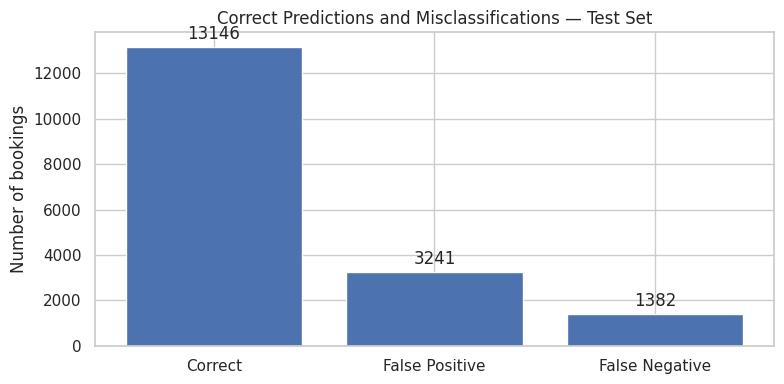 Correct Predictions and Misclassifications — Test Set
13146
3241
1382
Number of bookings
12000
10000
8000
6000
4000
2000
0
Correct
False Positive
False Negative